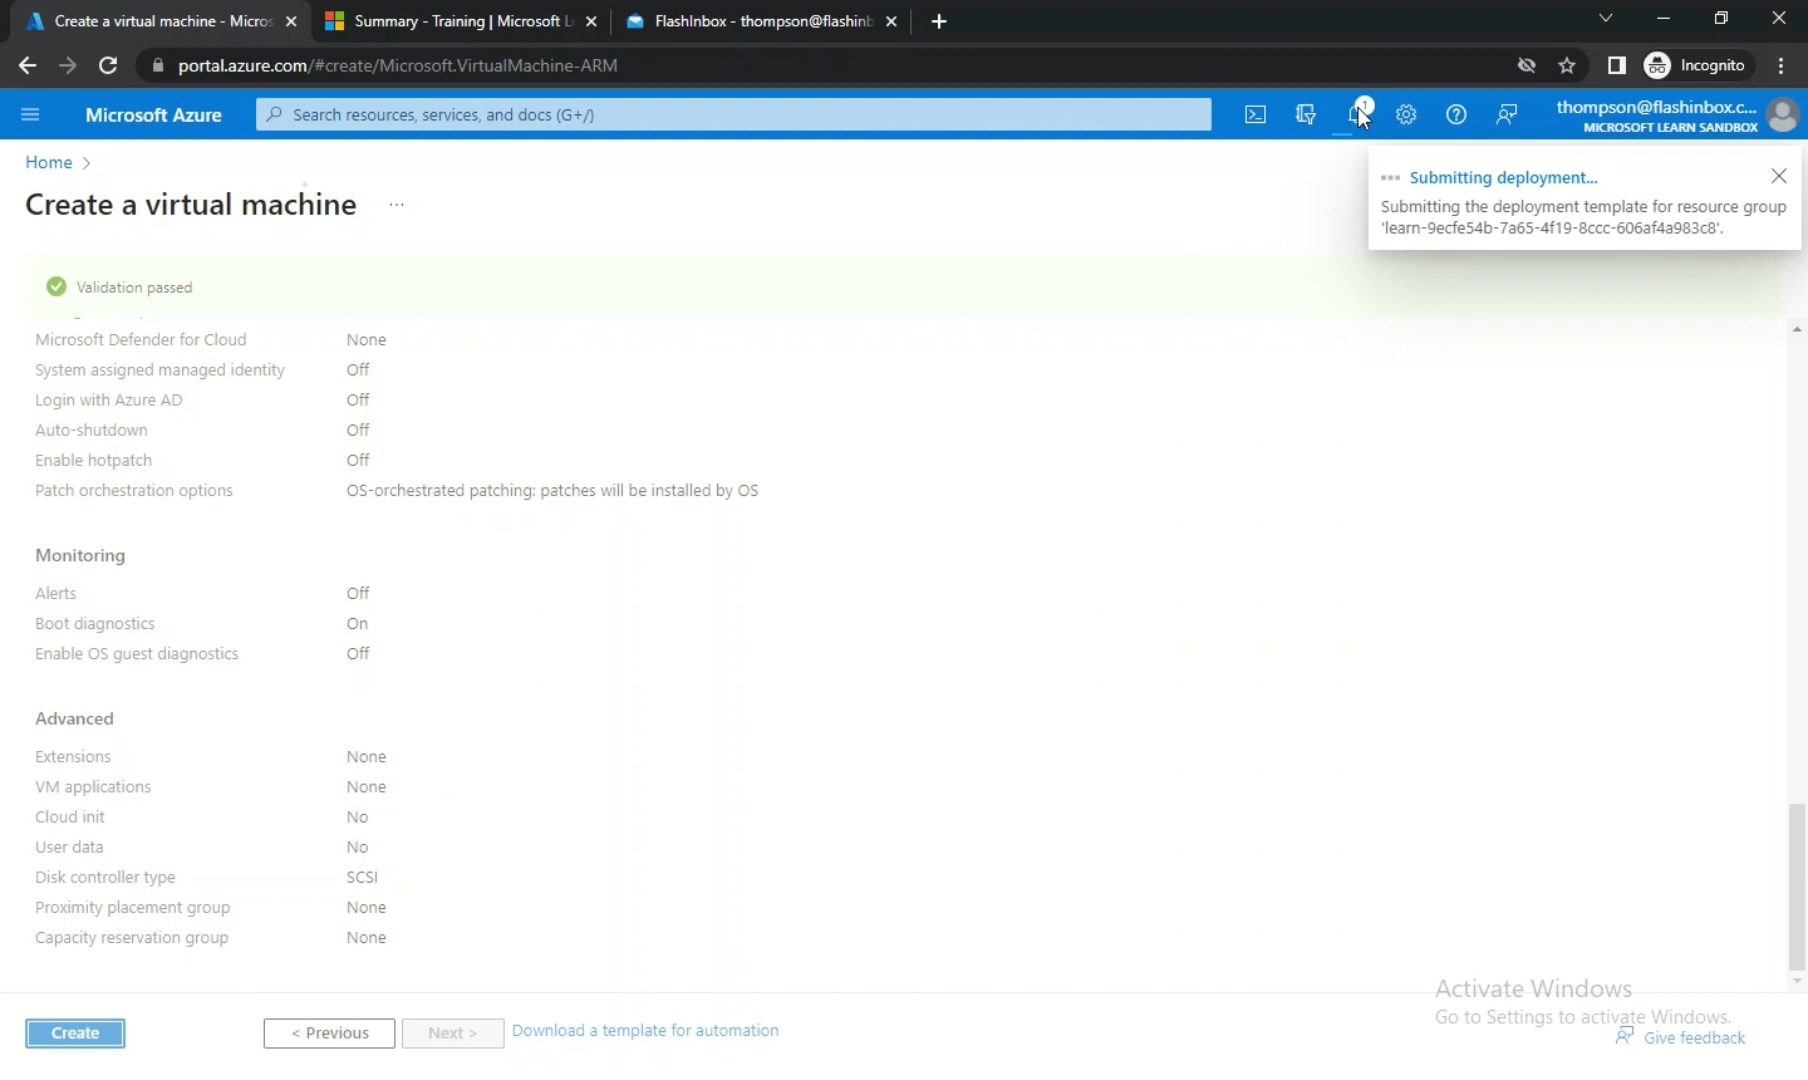 Create a virtual machine - Micros
Summary - Training | Microsoft L
FlashInbox - thompson@flashinb
portal.azure.com/#create/Microsoft.VirtualMachine-ARM
Incognito
Microsoft Azure
Search resources, services, and docs (G+/)
1
thompson@flashinbox.c...
MICROSOFT LEARN SANDBOX
Home >
Create a virtual machine ...
Submitting deployment...
Submitting the deployment template for resource group
'learn-9ecfe54b-7a65-4f19-8ccc-606af4a983c8'.
Validation passed
Microsoft Defender for Cloud None
System assigned managed identity Off
Login with Azure AD Off
Auto-shutdown Off
Enable hotpatch Off
Patch orchestration options OS-orchestrated patching: patches will be installed by OS
Monitoring
Alerts Off
Boot diagnostics On
Enable OS guest diagnostics Off
Advanced
Extensions None
VM applications None
Cloud init No
User data No
Disk controller type SCSI
Proximity placement group None
Capacity reservation group None
Activate Windows
Go to Settings to activate Windows.
Create
< Previous
Next >
Download a template for automation
Give feedback